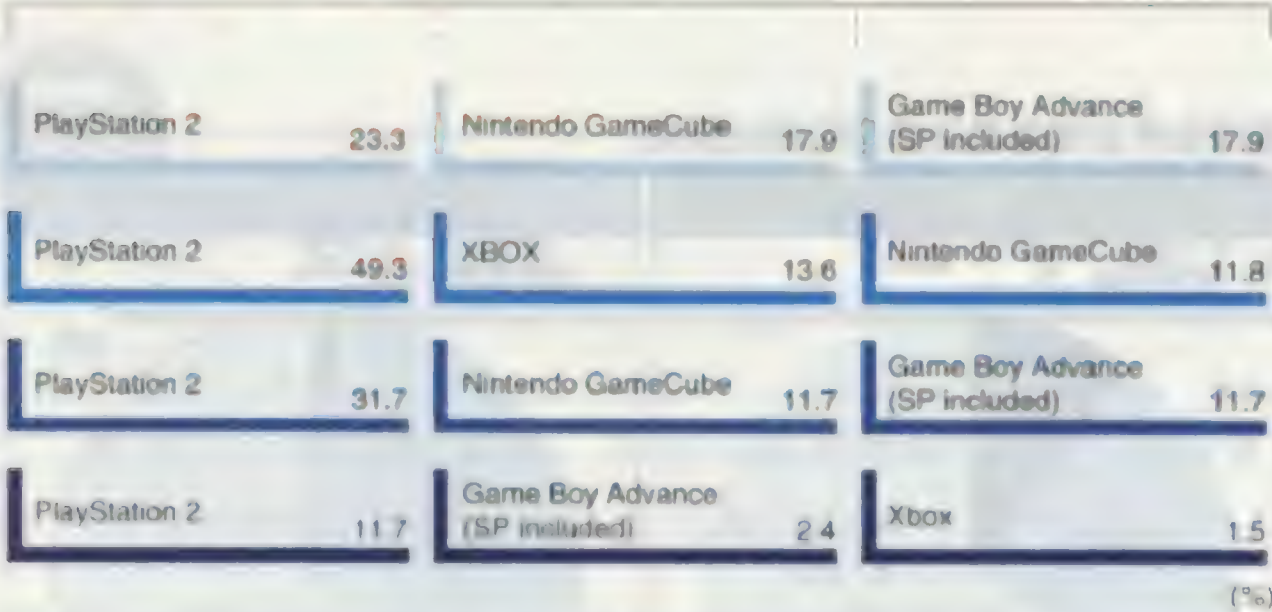 PlayStation 2
23.3
Nintendo GameCube
17.9
Game Boy Advance
(SP included)
17.9
PlayStation 2
49.3
XBOX
13.6
Nintendo GameCube
11.8
PlayStation 2
31.7
Nintendo GameCube
11.7
Game Boy Advance
(SP included)
11.7
PlayStation 2
11.7
Game Boy Advance
(SP included)
2.4
Xbox
1.5
(%)